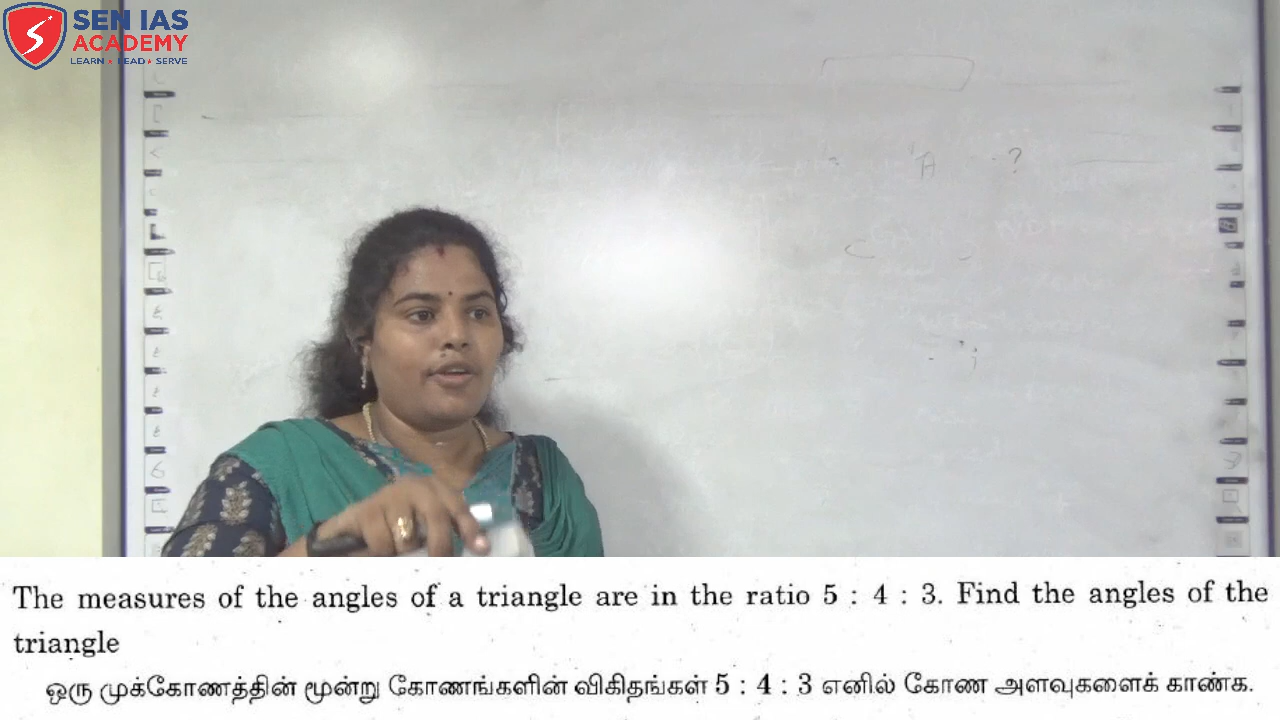 SEN IAS
ACADEMY
LEARN ★ LEAD ★ SERVE
A ?
The measures of the angles of a triangle are in the ratio 5 : 4 : 3. Find the angles of the
triangle
ஒரு முக்கோணத்தின் மூன்று கோணங்களின் விகிதங்கள் 5 : 4 : 3 எனில் கோண அளவுகளைக் காண்க.